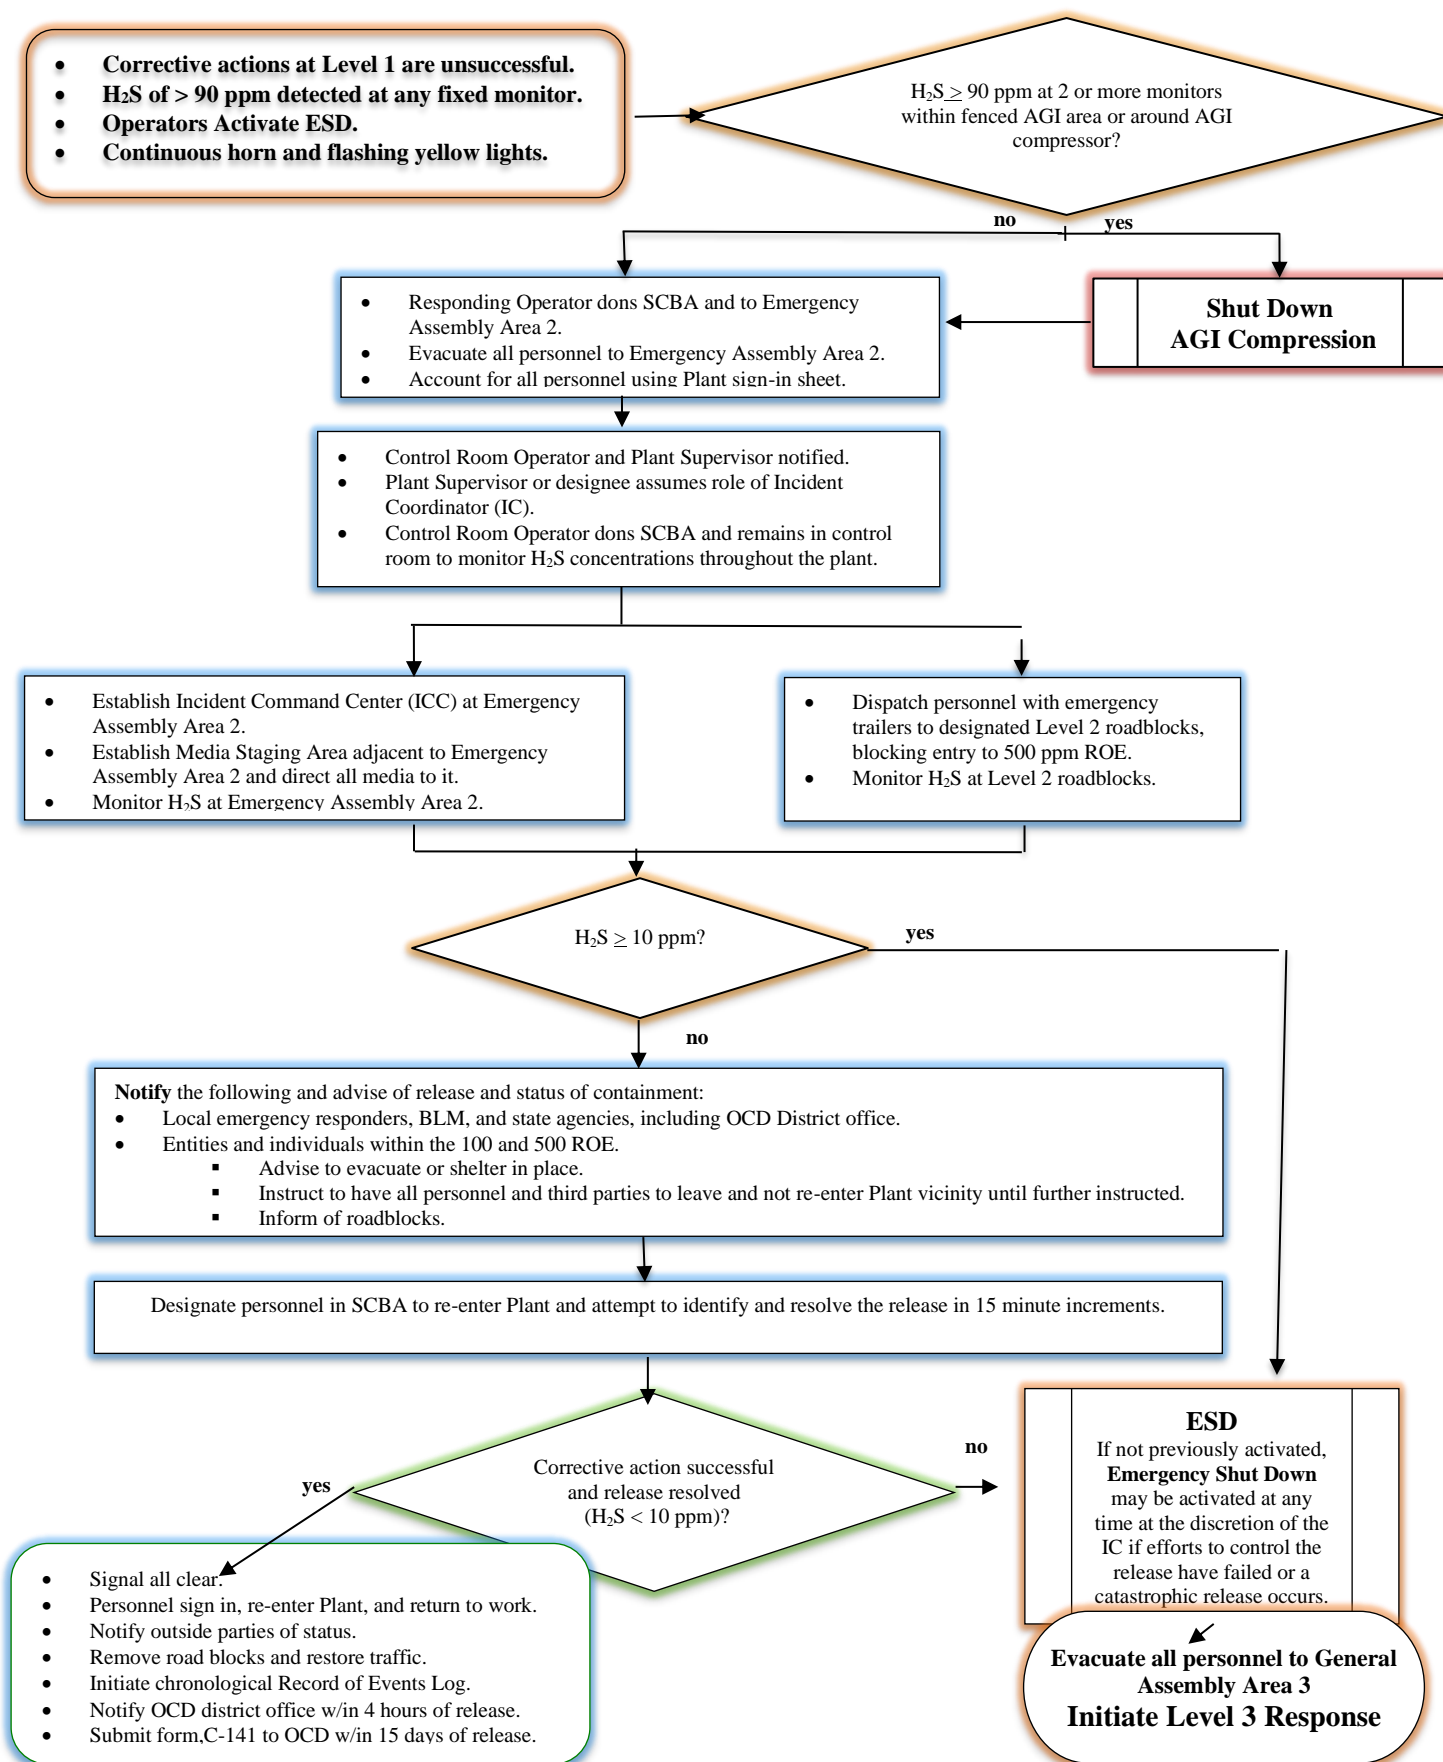 • Corrective actions at Level 1 are unsuccessful.
• H₂S of > 90 ppm detected at any fixed monitor.
• Operators Activate ESD.
• Continuous horn and flashing yellow lights.
H₂S ≥ 90 ppm at 2 or more monitors
within fenced AGI area or around AGI
compressor?
no
yes
• Responding Operator dons SCBA and to Emergency
Assembly Area 2.
• Evacuate all personnel to Emergency Assembly Area 2.
• Account for all personnel using Plant sign-in sheet.
Shut Down
AGI Compression
• Control Room Operator and Plant Supervisor notified.
• Plant Supervisor or designee assumes role of Incident
Coordinator (IC).
• Control Room Operator dons SCBA and remains in control
room to monitor H₂S concentrations throughout the plant.
• Establish Incident Command Center (ICC) at Emergency
Assembly Area 2.
• Establish Media Staging Area adjacent to Emergency
Assembly Area 2 and direct all media to it.
• Monitor H₂S at Emergency Assembly Area 2.
• Dispatch personnel with emergency
trailers to designated Level 2 roadblocks,
blocking entry to 500 ppm ROE.
• Monitor H₂S at Level 2 roadblocks.
H₂S ≥ 10 ppm?
yes
no
Notify the following and advise of release and status of containment:
• Local emergency responders, BLM, and state agencies, including OCD District office.
• Entities and individuals within the 100 and 500 ROE.
▪ Advise to evacuate or shelter in place.
▪ Instruct to have all personnel and third parties to leave and not re-enter Plant vicinity until further instructed.
▪ Inform of roadblocks.
Designate personnel in SCBA to re-enter Plant and attempt to identify and resolve the release in 15 minute increments.
Corrective action successful
and release resolved
(H₂S < 10 ppm)?
yes
no
ESD
If not previously activated,
Emergency Shut Down
may be activated at any
time at the discretion of the
IC if efforts to control the
release have failed or a
catastrophic release occurs.
• Signal all clear.
• Personnel sign in, re-enter Plant, and return to work.
• Notify outside parties of status.
• Remove road blocks and restore traffic.
• Initiate chronological Record of Events Log.
• Notify OCD district office w/in 4 hours of release.
• Submit form,C-141 to OCD w/in 15 days of release.
Evacuate all personnel to General
Assembly Area 3
Initiate Level 3 Response